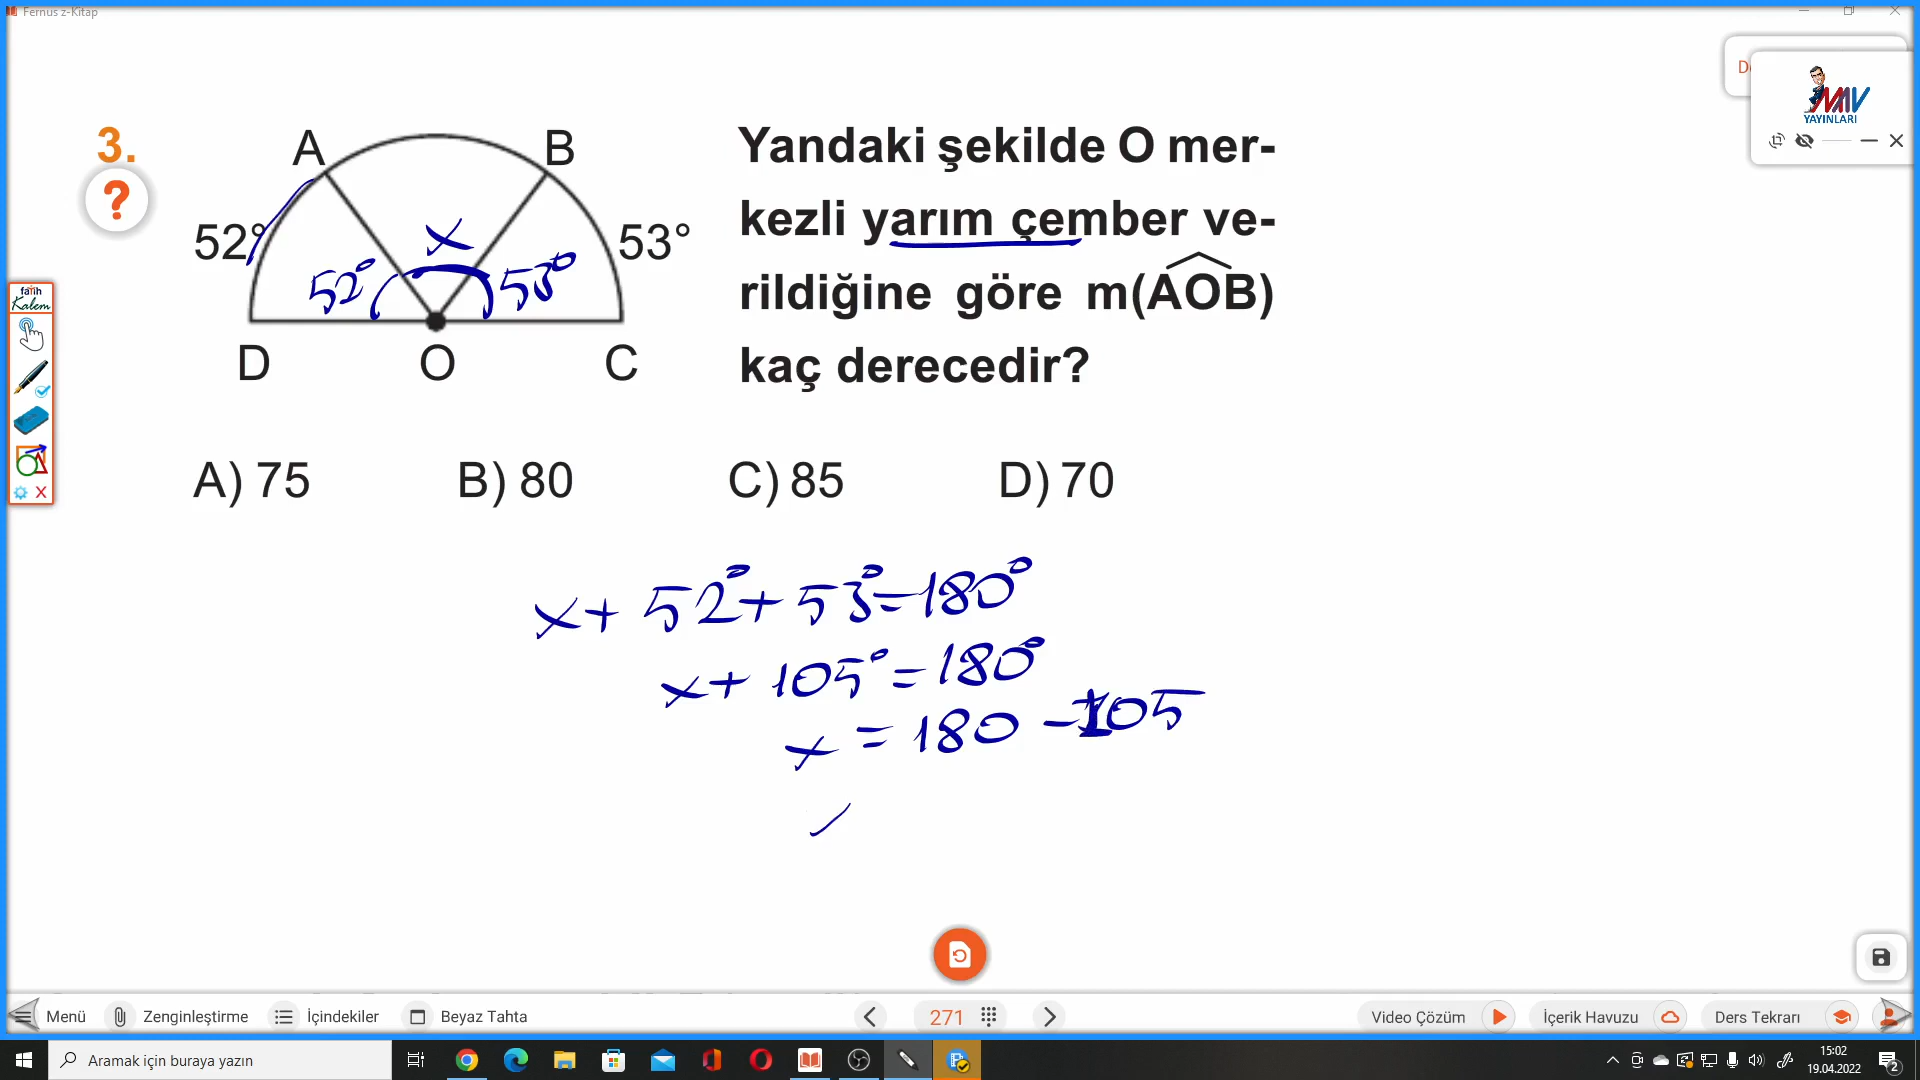 Fernus z-Kitap
MAV
YAYINLARI
3.
?
A
B
Yandaki şekilde O mer-
52°
x
53°
kezli yarım çember ve-
52°
53°
rildiğine göre m(AOB)
D
O
C
kaç derecedir?
A) 75
B) 80
C) 85
D) 70
x + 52° + 53° = 180°
x + 105° = 180°
x = 180 - 105
fatih
Kalem
Menü
Zenginleştirme
İçindekiler
Beyaz Tahta
271
Video Çözüm
İçerik Havuzu
Ders Tekrarı
Aramak için buraya yazın
15:02
19.04.2022
2